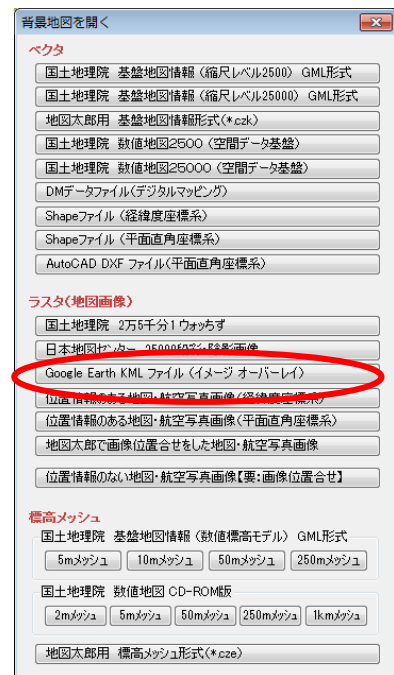 背景地図を開く
ベクタ
国土地理院 基盤地図情報（縮尺レベル2500） GML形式
国土地理院 基盤地図情報（縮尺レベル25000） GML形式
地図太郎用 基盤地図情報形式(*.czk)
国土地理院 数値地図2500（空間データ基盤）
国土地理院 数値地図25000（空間データ基盤）
DMデータファイル(デジタルマッピング)
Shapeファイル（経緯度座標系）
Shapeファイル（平面直角座標系）
AutoCAD DXF ファイル(平面直角座標系)
ラスタ(地図画像)
国土地理院 2万5千分1ウォッちず
日本地図センター 25000段彩・陰影画像
Google Earth KML ファイル（イメージ オーバーレイ）
位置情報のある地図・航空写真画像(経緯度座標系)
位置情報のある地図・航空写真画像(平面直角座標系)
地図太郎で画像位置合せをした地図・航空写真画像
位置情報のない地図・航空写真画像【要:画像位置合せ】
標高メッシュ
国土地理院 基盤地図情報（数値標高モデル） GML形式
5mメッシュ 10mメッシュ 50mメッシュ 250mメッシュ
国土地理院 数値地図 CD-ROM版
2mメッシュ 5mメッシュ 50mメッシュ 250mメッシュ 1kmメッシュ
地図太郎用 標高メッシュ形式(*.cze)